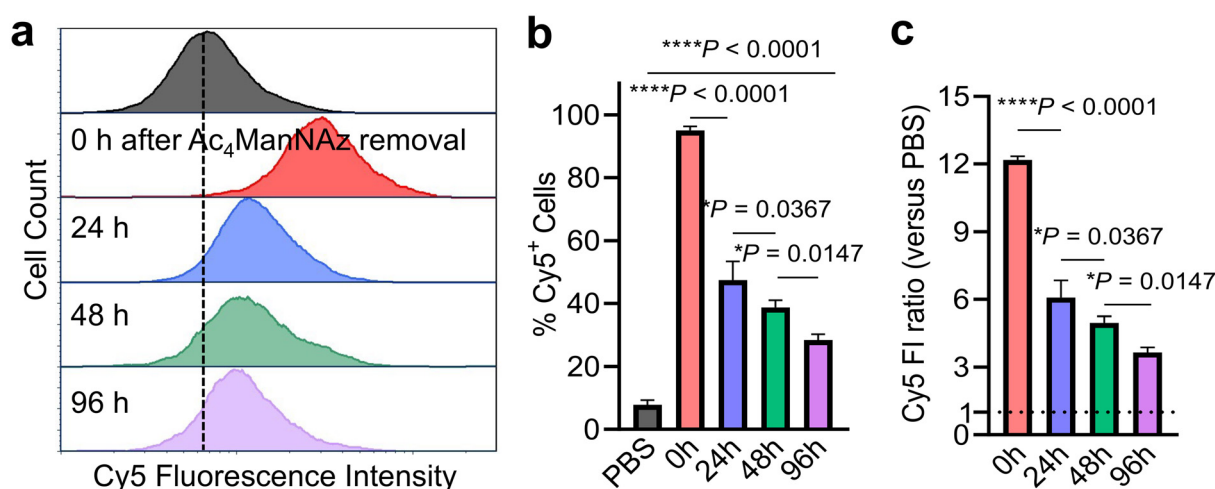 a
0 h after Ac₄ManNAz removal
24 h
48 h
96 h
Cell Count
Cy5 Fluorescence Intensity
b
****P < 0.0001
****P < 0.0001
*P = 0.0367
*P = 0.0147
% Cy5⁺ Cells
100
80
60
40
20
0
PBS
0h
24h
48h
96h
c
****P < 0.0001
*P = 0.0367
*P = 0.0147
Cy5 FI ratio (versus PBS)
15
12
9
6
3
1
0
0h
24h
48h
96h